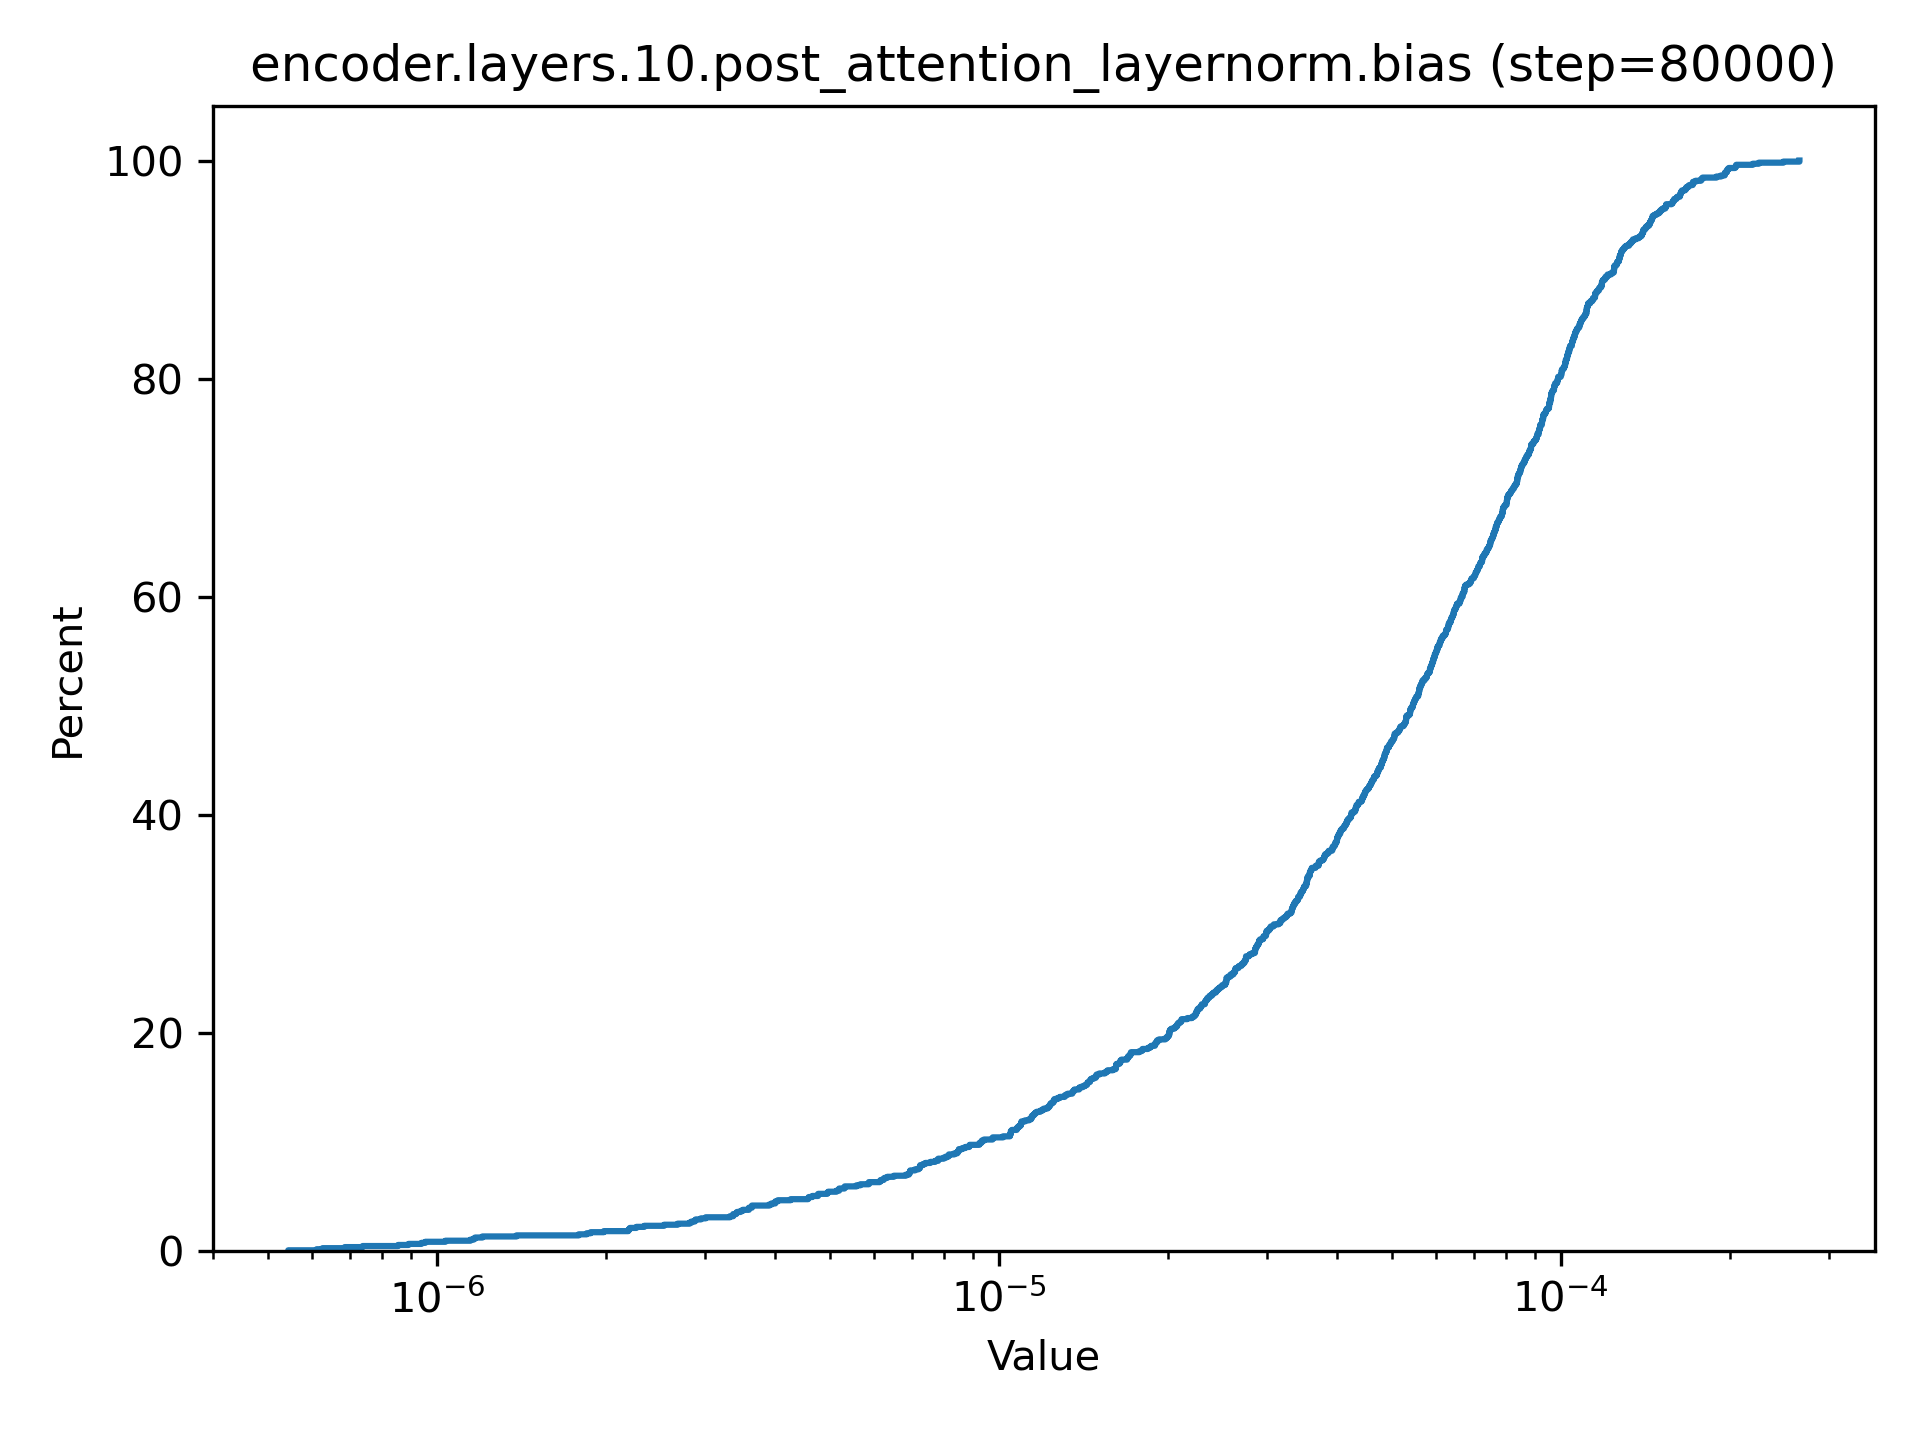 encoder.layers.10.post_attention_layernorm.bias (step=80000)
Percent
100
80
60
40
20
0
10⁻⁶ 10⁻⁵ 10⁻⁴
Value